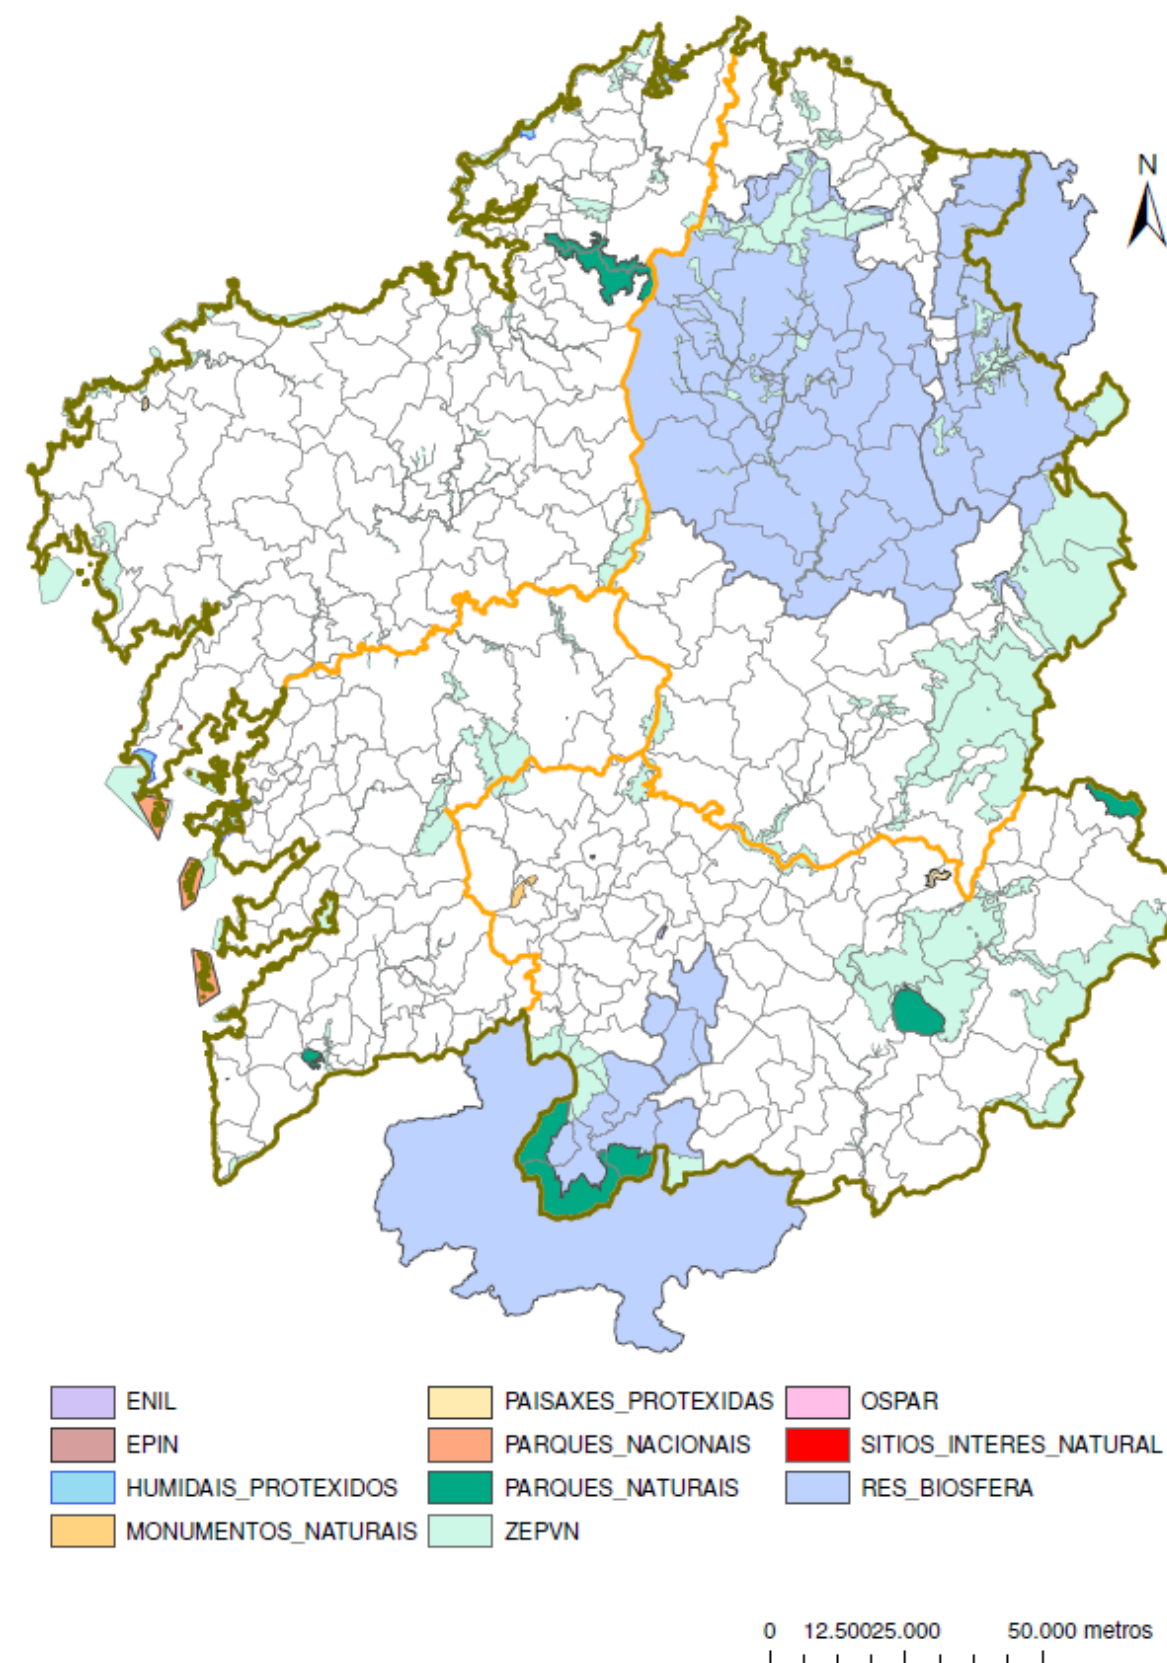 N
ENIL
PAISAXES_PROTEXIDAS
OSPAR
EPIN
PARQUES_NACIONAIS
SITIOS_INTERES_NATURAL
HUMIDAIS_PROTEXIDOS
PARQUES_NATURAIS
RES_BIOSFERA
MONUMENTOS_NATURAIS
ZEPVN
0 12.50025.000 50.000 metros